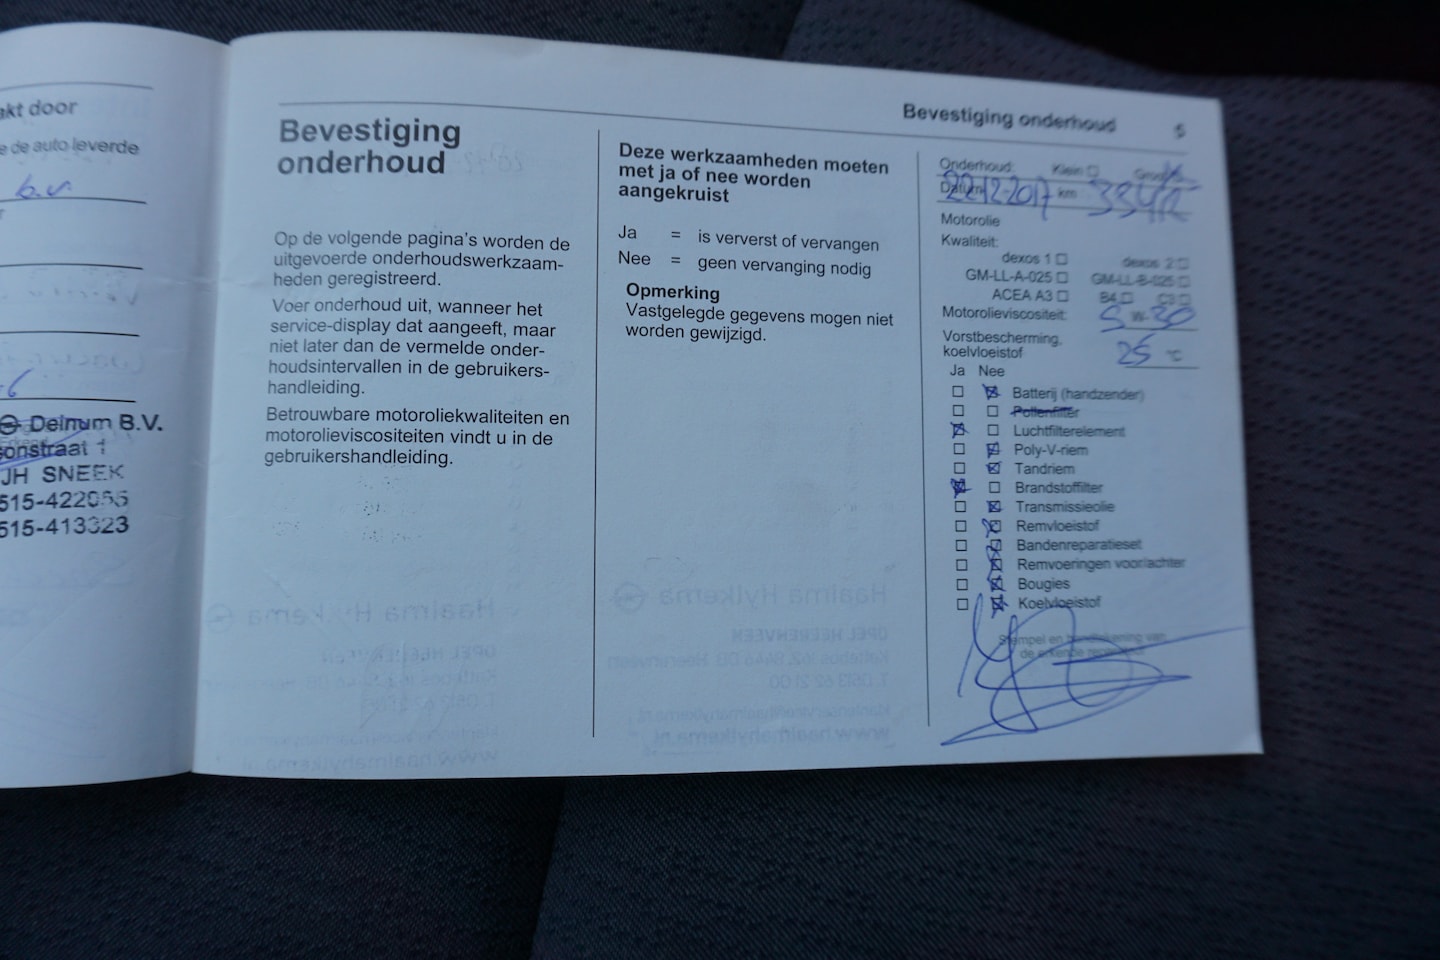 akt door
e de auto leverde
b.v.
-6
Deinum B.V.
sonstraat 1
JH SNEEK
515-422055
515-413323
Bevestiging
onderhoud
Op de volgende pagina's worden de
uitgevoerde onderhoudswerkzaam-
heden geregistreerd.
Voer onderhoud uit, wanneer het
service-display dat aangeeft, maar
niet later dan de vermelde onder-
houdsintervallen in de gebruikers-
handleiding.
Betrouwbare motoroliekwaliteiten en
motorolieviscositeiten vindt u in de
gebruikershandleiding.
Deze werkzaamheden moeten
met ja of nee worden
aangekruist
Ja = is ververst of vervangen
Nee = geen vervanging nodig
Opmerking
Vastgelegde gegevens mogen niet
worden gewijzigd.
Bevestiging onderhoud 5
Onderhoud: Klein Groot
Datum 22-12-2017 km
Motorolie
Kwaliteit:
dexos 1 dexos 2
GM-LL-A-025 GM-LL-B-025
ACEA A3 B4 C3
Motorolieviscositeit: 5 W- 30
Vorstbescherming,
koelvloeistof 25 °C
Ja Nee
Batterij (handzender)
Pollenfilter
Luchtfilterelement
Poly-V-riem
Tandriem
Brandstoffilter
Transmissieolie
Remvloeistof
Bandenreparatieset
Remvoeringen voor/achter
Bougies
Koelvloeistof
Stempel en handtekening van
de erkende reparateur